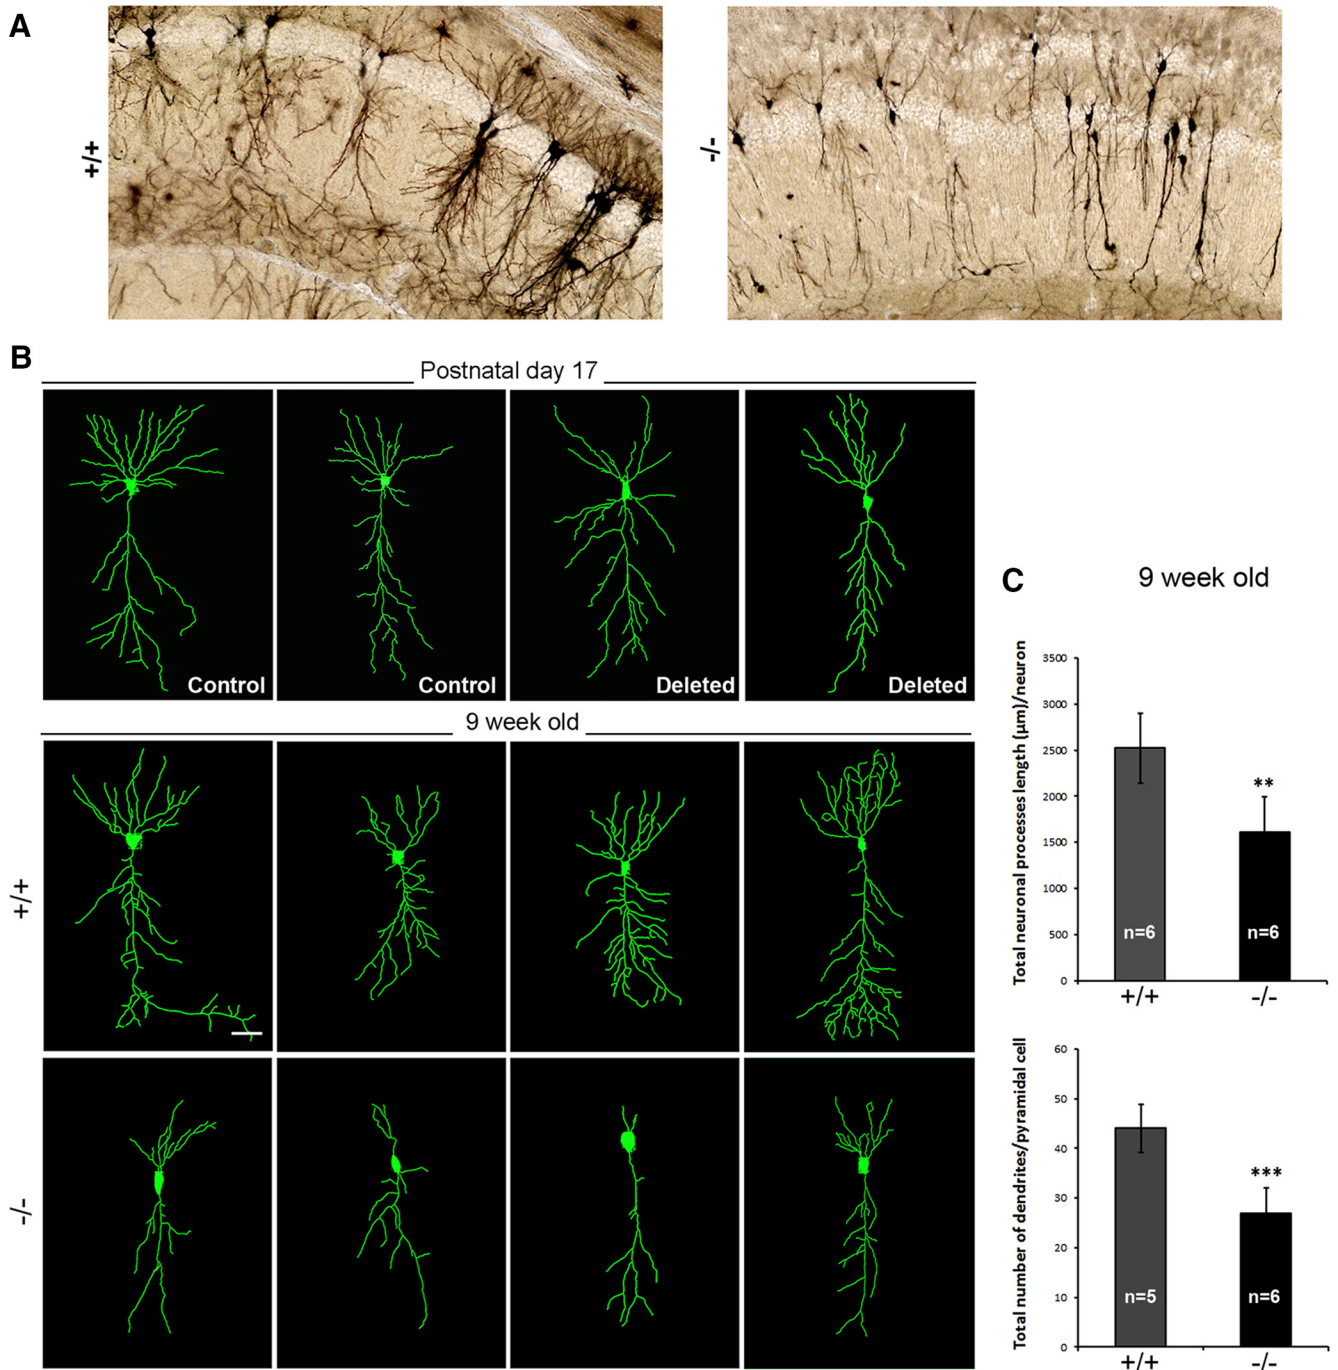 A
+/+
-/-
B
Postnatal day 17
Control
Control
Deleted
Deleted
9 week old
+/+
-/-
C
9 week old
Total neuronal processes length (µm)/neuron
3500
3000
2500
2000
1500
1000
500
0
**
n=6
n=6
+/+
-/-
Total number of dendrites/pyramidal cell
60
50
40
30
20
10
0
***
n=5
n=6
+/+
-/-